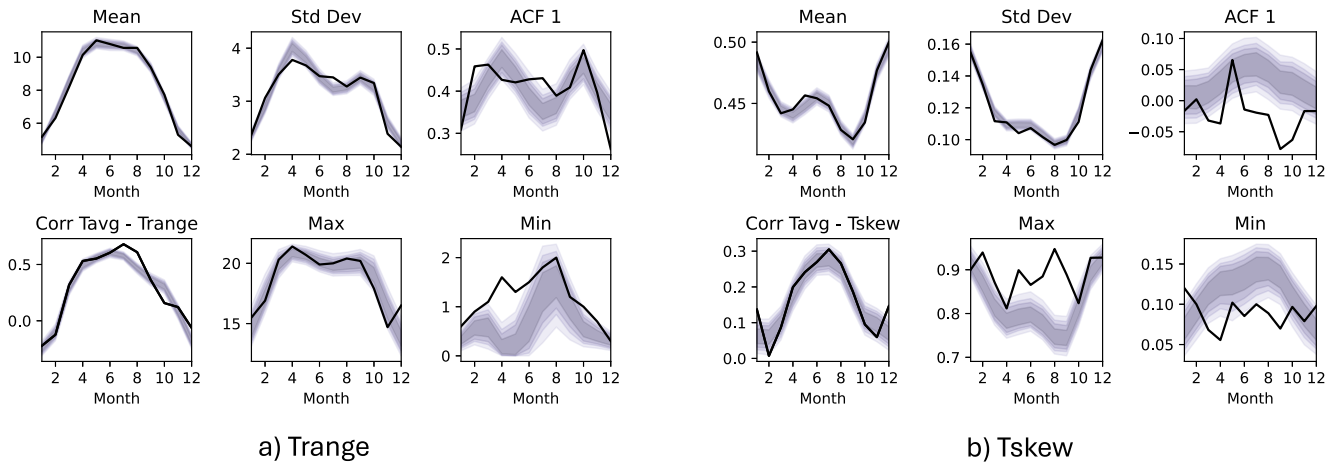 Mean
Std Dev
ACF 1
10
8
6
2 4 6 8 10 12
Month
4
3
2
2 4 6 8 10 12
Month
0.5
0.4
0.3
2 4 6 8 10 12
Month
Corr Tavg - Trange
Max
Min
0.5
0.0
2 4 6 8 10 12
Month
20
15
2 4 6 8 10 12
Month
2
1
0
2 4 6 8 10 12
Month
a) Trange
Mean
Std Dev
ACF 1
0.50
0.45
2 4 6 8 10 12
Month
0.16
0.14
0.12
0.10
2 4 6 8 10 12
Month
0.10
0.05
0.00
−0.05
2 4 6 8 10 12
Month
Corr Tavg - Tskew
Max
Min
0.3
0.2
0.1
0.0
2 4 6 8 10 12
Month
0.9
0.8
0.7
2 4 6 8 10 12
Month
0.15
0.10
0.05
2 4 6 8 10 12
Month
b) Tskew